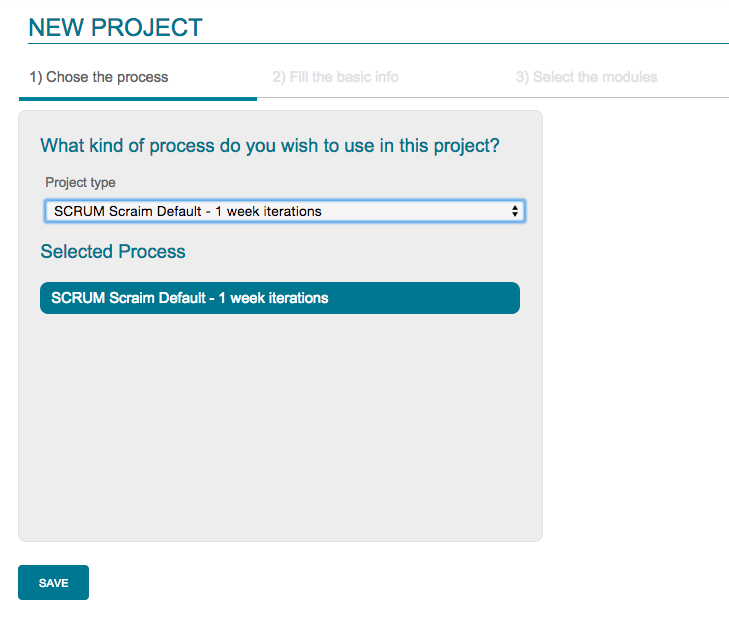 NEW PROJECT
1) Chose the process 2) Fill the basic info 3) Select the modules
What kind of process do you wish to use in this project?
Project type
SCRUM Scraim Default - 1 week iterations
Selected Process
SCRUM Scraim Default - 1 week iterations
SAVE